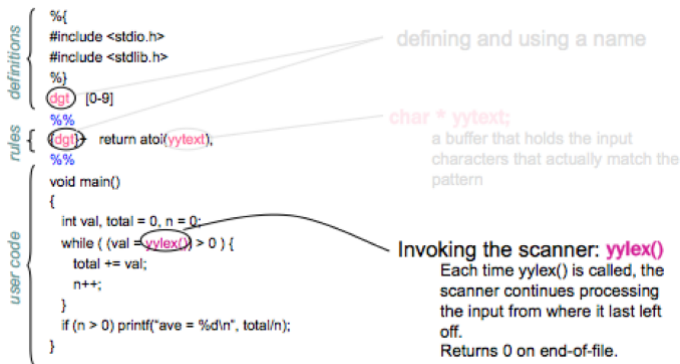 definitions
%{
#include <stdio.h>
#include <stdlib.h>
%}
dgt [0-9]
%%
rules
{dgt}+ return atoi(yytext);
%%
user code
void main()
{
int val, total = 0, n = 0;
while ( (val = yylex()) > 0 ) {
total += val;
n++;
}
if (n > 0) printf("ave = %d\n", total/n);
}
defining and using a name
char * yytext;
a buffer that holds the input
characters that actually match the
pattern
Invoking the scanner: yylex()
Each time yylex() is called, the
scanner continues processing
the input from where it last left
off.
Returns 0 on end-of-file.